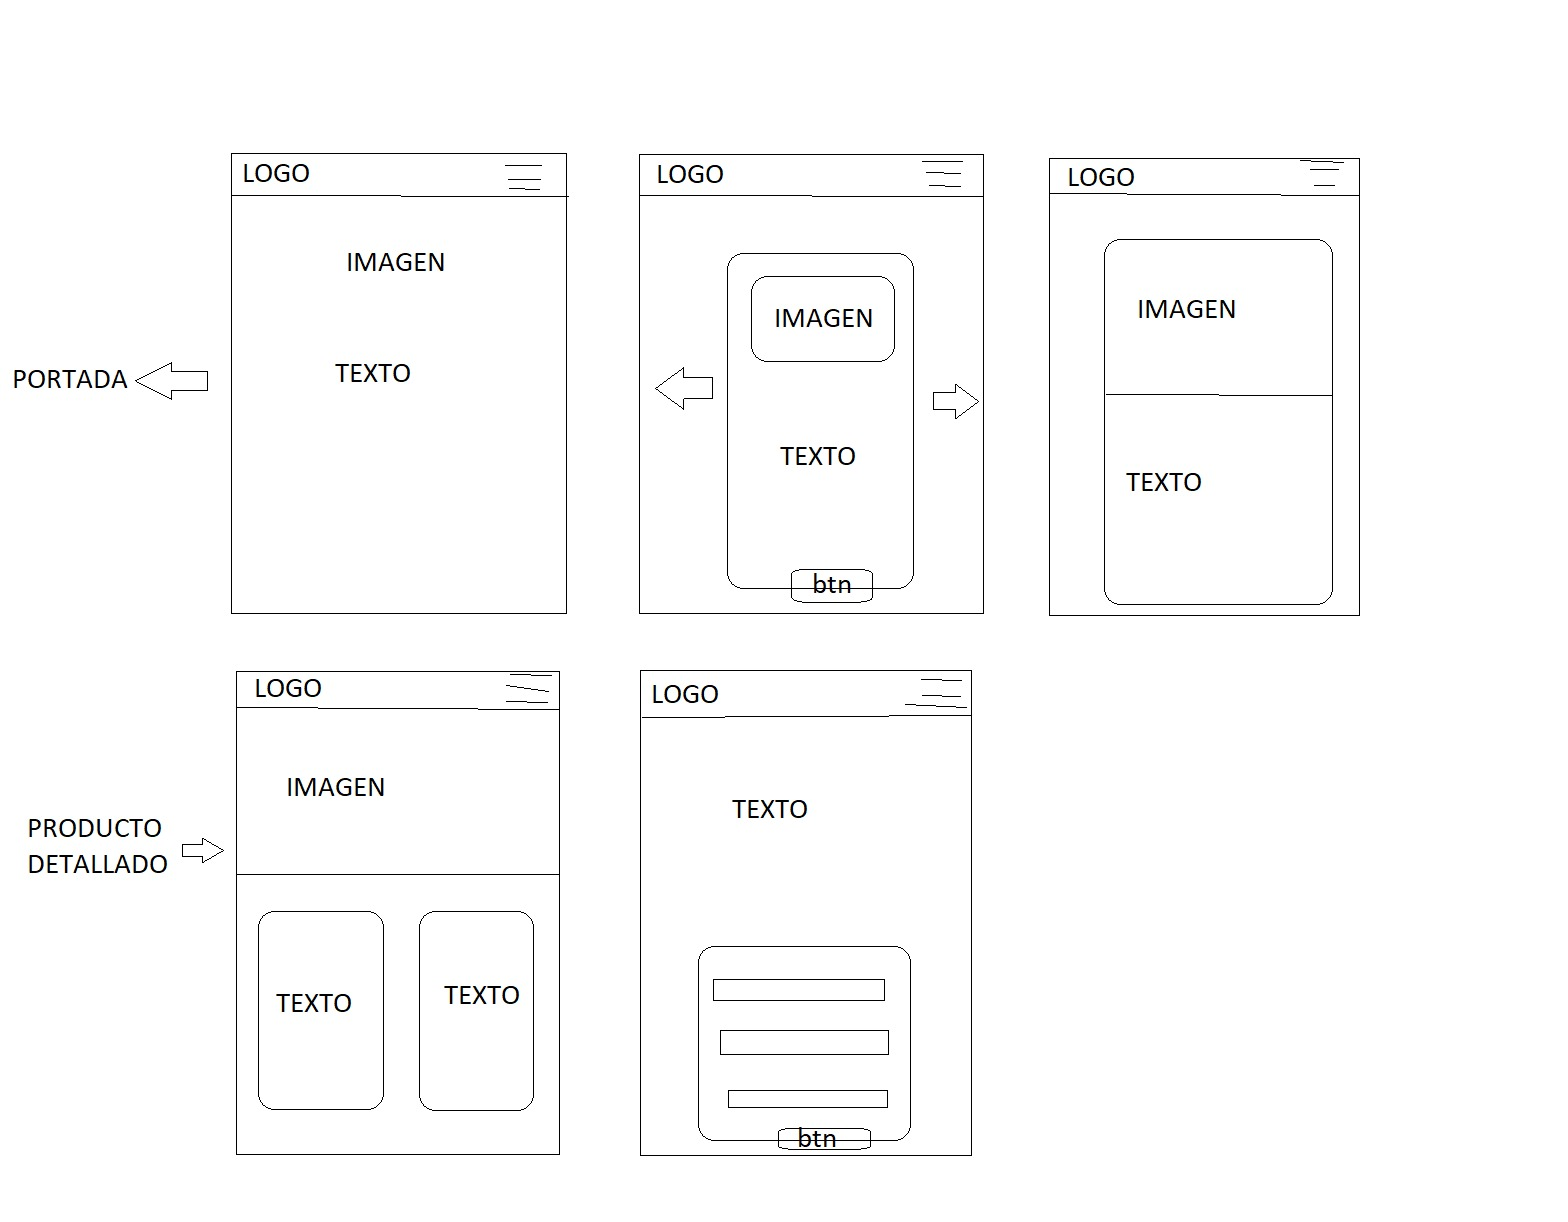 LOGO
IMAGEN
TEXTO
PORTADA
LOGO
IMAGEN
TEXTO
btn
LOGO
IMAGEN
TEXTO
LOGO
IMAGEN
PRODUCTO
DETALLADO
TEXTO
TEXTO
LOGO
TEXTO
btn